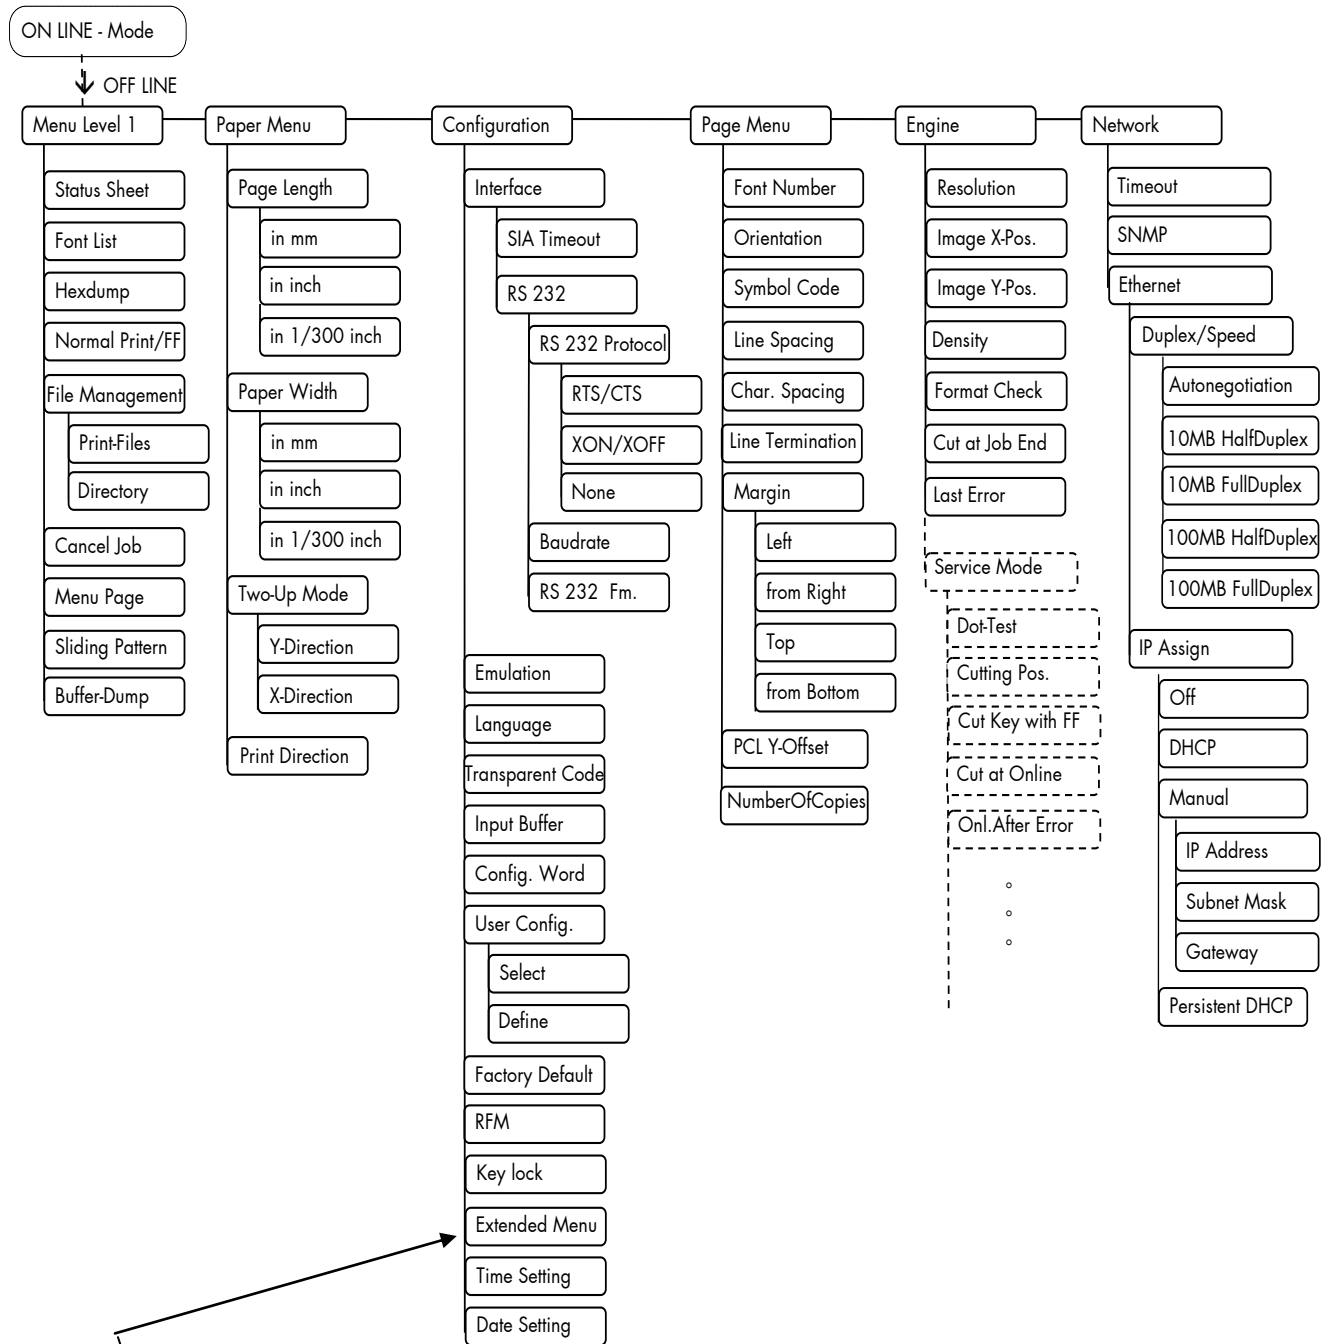 ON LINE - Mode
OFF LINE
Menu Level 1
Status Sheet
Font List
Hexdump
Normal Print/FF
File Management
Print-Files
Directory
Cancel Job
Menu Page
Sliding Pattern
Buffer-Dump
Paper Menu
Page Length
in mm
in inch
in 1/300 inch
Paper Width
in mm
in inch
in 1/300 inch
Two-Up Mode
Y-Direction
X-Direction
Print Direction
Configuration
Interface
SIA Timeout
RS 232
RS 232 Protocol
RTS/CTS
XON/XOFF
None
Baudrate
RS 232 Fm.
Emulation
Language
Transparent Code
Input Buffer
Config. Word
User Config.
Select
Define
Factory Default
RFM
Key lock
Extended Menu
Time Setting
Date Setting
Page Menu
Font Number
Orientation
Symbol Code
Line Spacing
Char. Spacing
Line Termination
Margin
Left
from Right
Top
from Bottom
PCL Y-Offset
NumberOfCopies
Engine
Resolution
Image X-Pos.
Image Y-Pos.
Density
Format Check
Cut at Job End
Last Error
Service Mode
Dot-Test
Cutting Pos.
Cut Key with FF
Cut at Online
Onl.After Error
Network
Timeout
SNMP
Ethernet
Duplex/Speed
Autonegotiation
10MB HalfDuplex
10MB FullDuplex
100MB HalfDuplex
100MB FullDuplex
IP Assign
Off
DHCP
Manual
IP Address
Subnet Mask
Gateway
Persistent DHCP